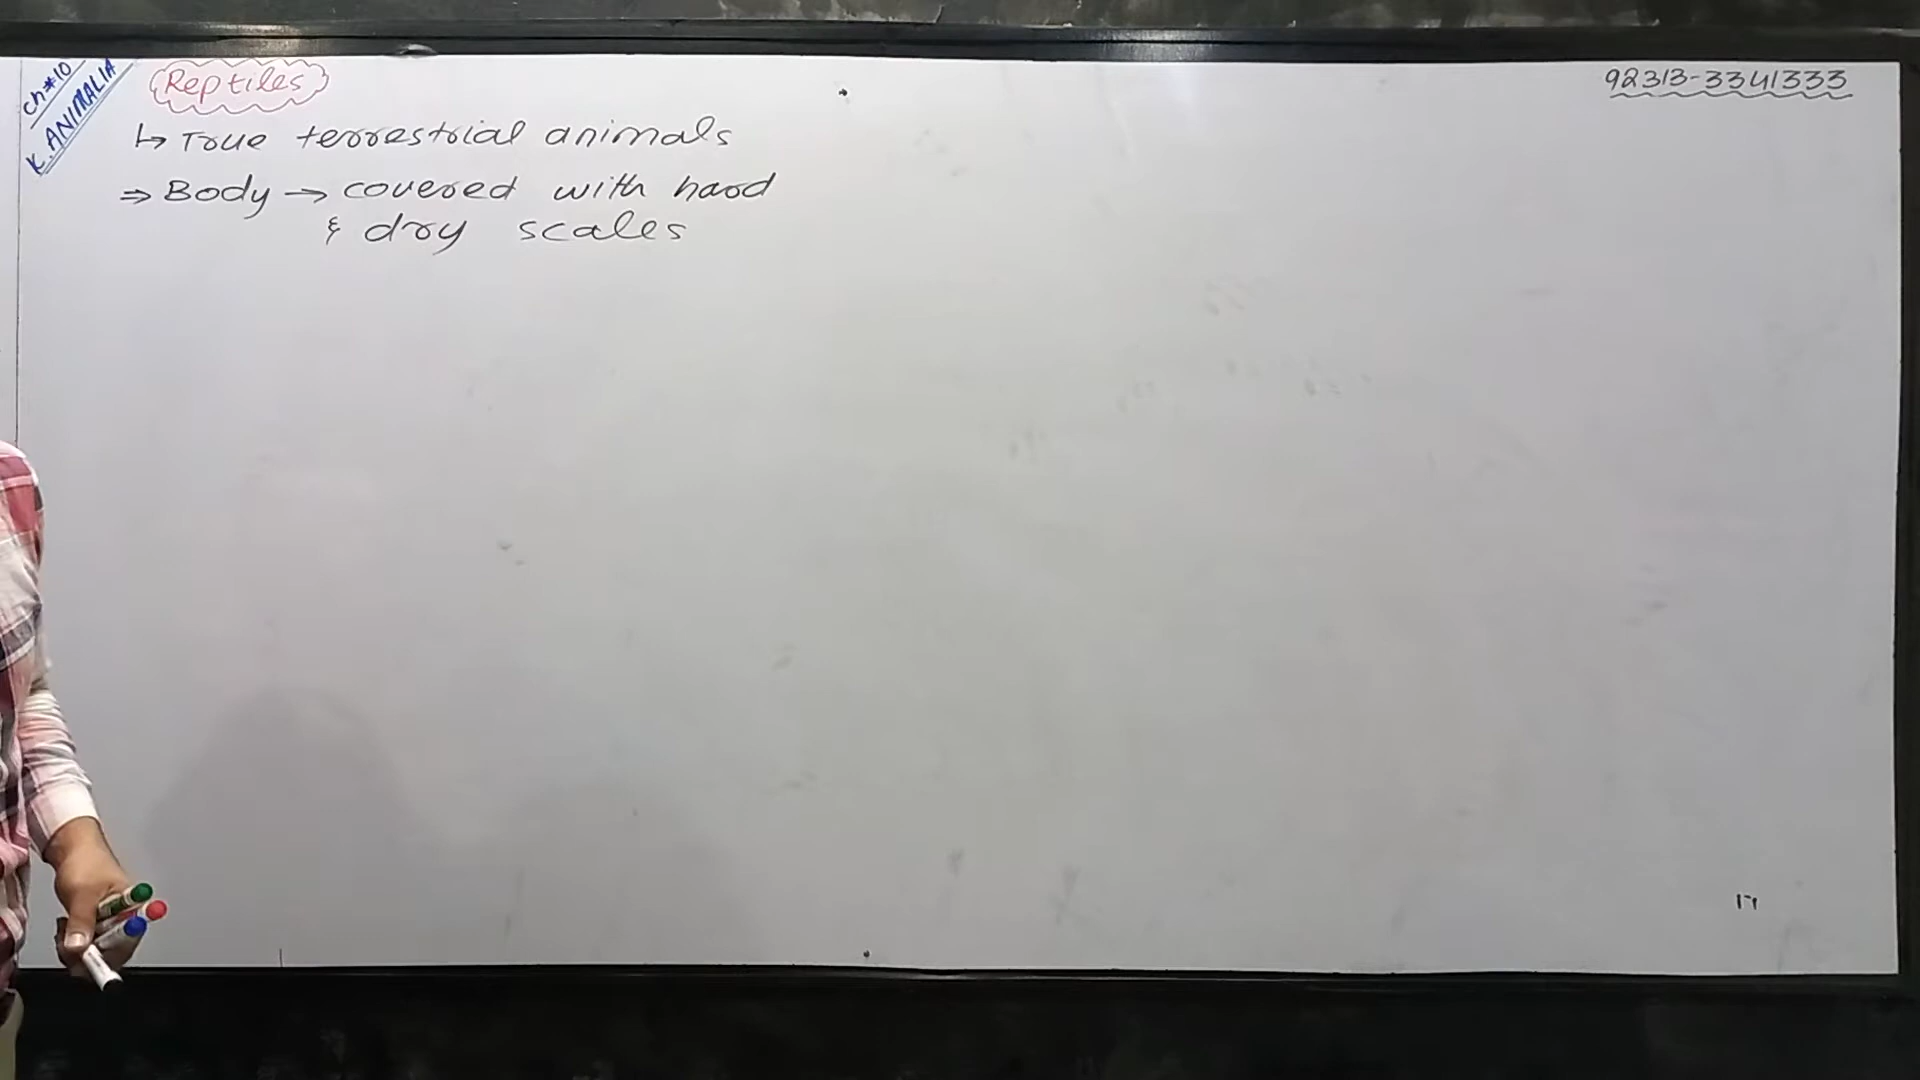 Ch#10
K. ANIMALIA
Reptiles
92313-3341333
↳ True terrestrial animals
⇒ Body → covered with hard
& dry scales